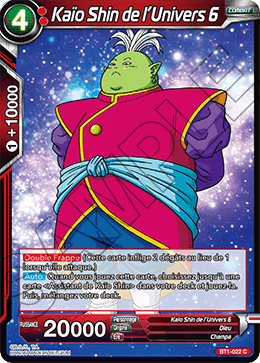 4
Kaïo Shin de l'Univers 6
COMBAT
+10000
Double Frappe (Cette carte inflige 2 dégâts au lieu de 1
lorsqu'elle attaque.)
Auto Quand vous jouez cette carte, choisissez jusqu'à une
carte <Assistant de Kaïo Shin> dans votre deck et jouez-la.
Puis, mélangez votre deck.
PUISSANCE
20000
Personnage Kaïo Shin de l'Univers 6
Origine Dieu
Ère Champa
BT1-022 C